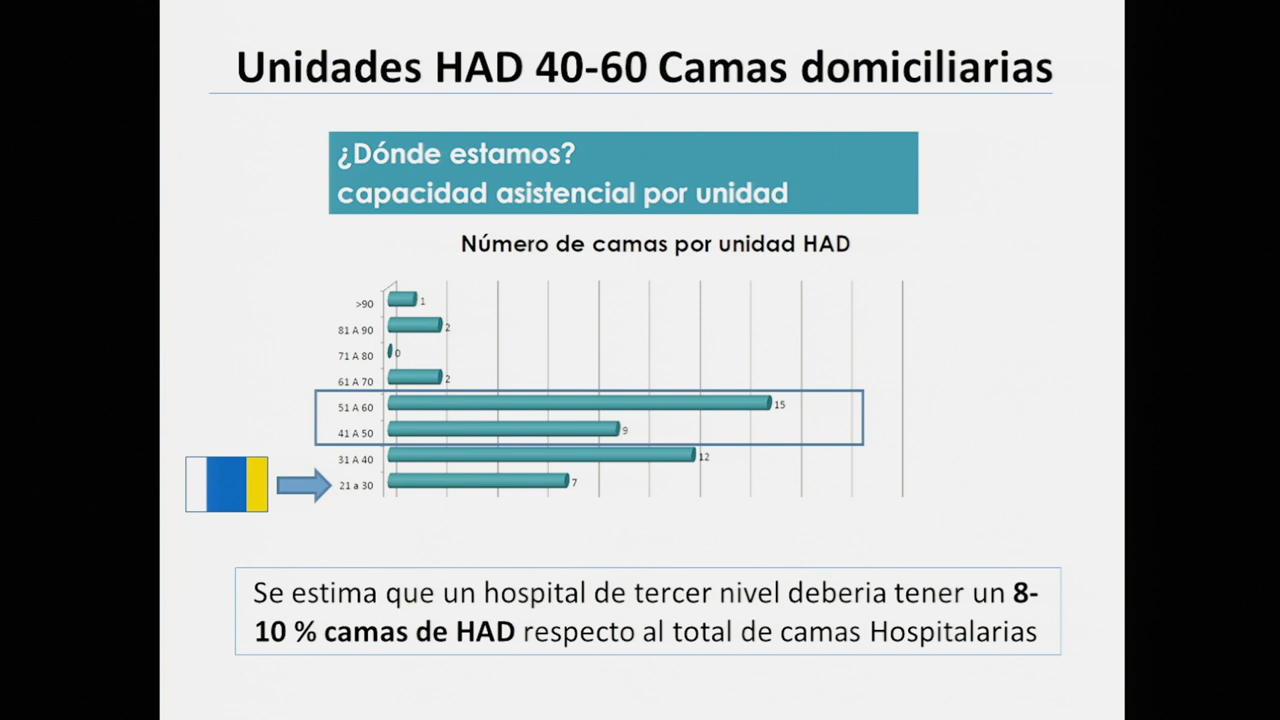 Unidades HAD 40-60 Camas domiciliarias
¿Dónde estamos?
capacidad asistencial por unidad
Número de camas por unidad HAD
>90 1
81 A 90 2
71 A 80 0
61 A 70 2
51 A 60 15
41 A 50 9
31 A 40 12
21 a 30 7
Se estima que un hospital de tercer nivel deberia tener un 8-
10 % camas de HAD respecto al total de camas Hospitalarias